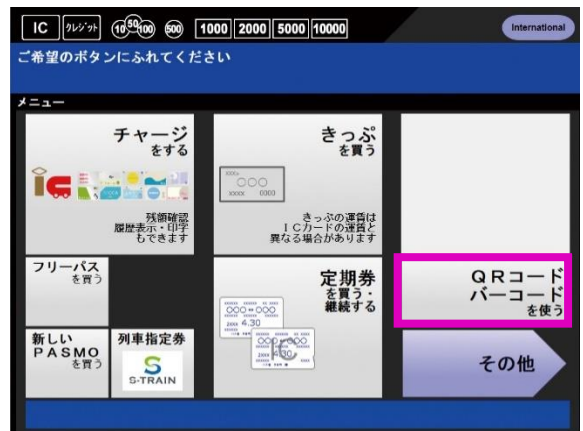 IC クレジット 10 50 100 500 1000 2000 5000 10000 International
ご希望のボタンにふれてください
メニュー
チャージ
をする
残額確認
履歴表示・印字
もできます
きっぷ
を買う
きっぷの運賃は
ICカードの運賃と
異なる場合があります
フリーパス
を買う
定期券
を買う・
継続する
4.30
4.30
IC
QRコード
バーコード
を使う
新しい
PASMO
を買う
列車指定券
S-TRAIN
その他